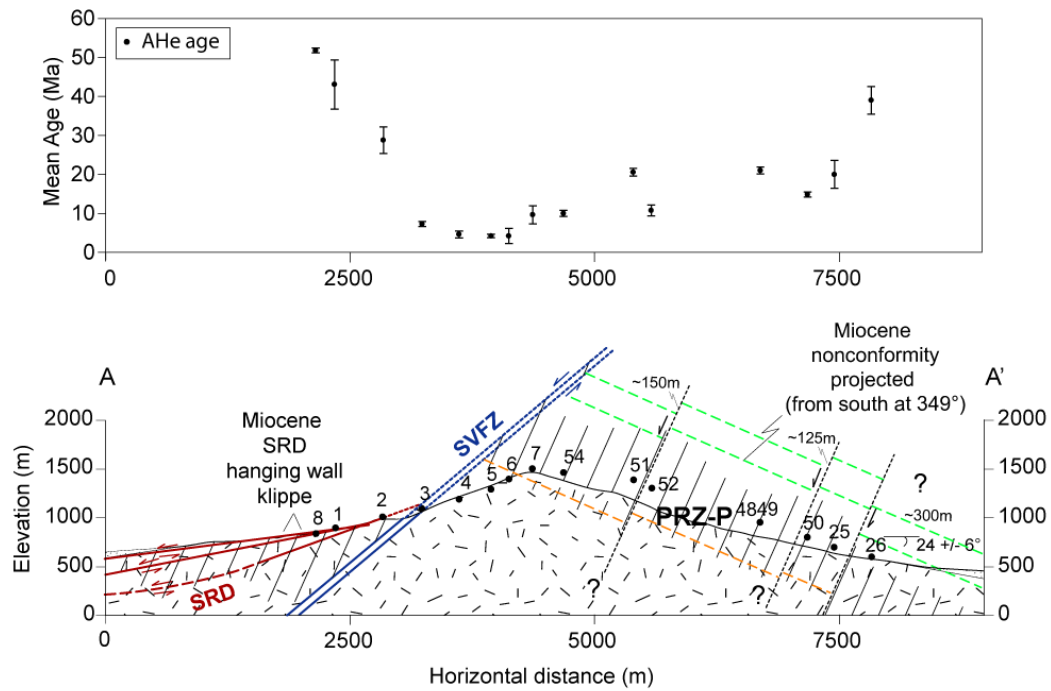 60
50
40
30
20
10
0
Mean Age (Ma)
AHe age
0
2500
5000
7500
A
A'
Miocene
nonconformity
projected
(from south at 349°)
~150m
~125m
~300m
?
24 +/- 6°
Miocene
SRD
hanging wall
klippe
SVFZ
SRD
PRZ-P
8
1
2
3
4
5
6
7
54
51
52
4849
50
25
26
?
?
2000
1500
1000
500
0
Elevation (m)
2000
1500
1000
500
0
0
2500
5000
7500
Horizontal distance (m)